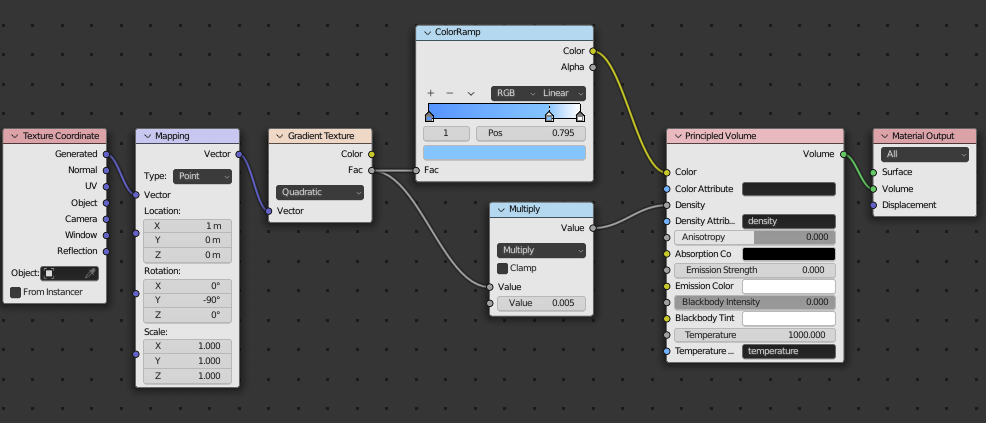 Texture Coordinate
Generated
Normal
UV
Object
Camera
Window
Reflection
Object:
From Instancer
Mapping
Vector
Type: Point
Vector
Location:
X 1 m
Y 0 m
Z 0 m
Rotation:
X 0°
Y -90°
Z 0°
Scale:
X 1.000
Y 1.000
Z 1.000
Gradient Texture
Color
Fac
Quadratic
Vector
ColorRamp
Color
Alpha
+ − RGB Linear
1 Pos 0.795
Fac
Multiply
Value
Multiply
Clamp
Value
Value 0.005
Principled Volume
Volume
Color
Color Attribute
Density
Density Attrib... density
Anisotropy 0.000
Absorption Co
Emission Strength 0.000
Emission Color
Blackbody Intensity 0.000
Blackbody Tint
Temperature 1000.000
Temperature ... temperature
Material Output
All
Surface
Volume
Displacement